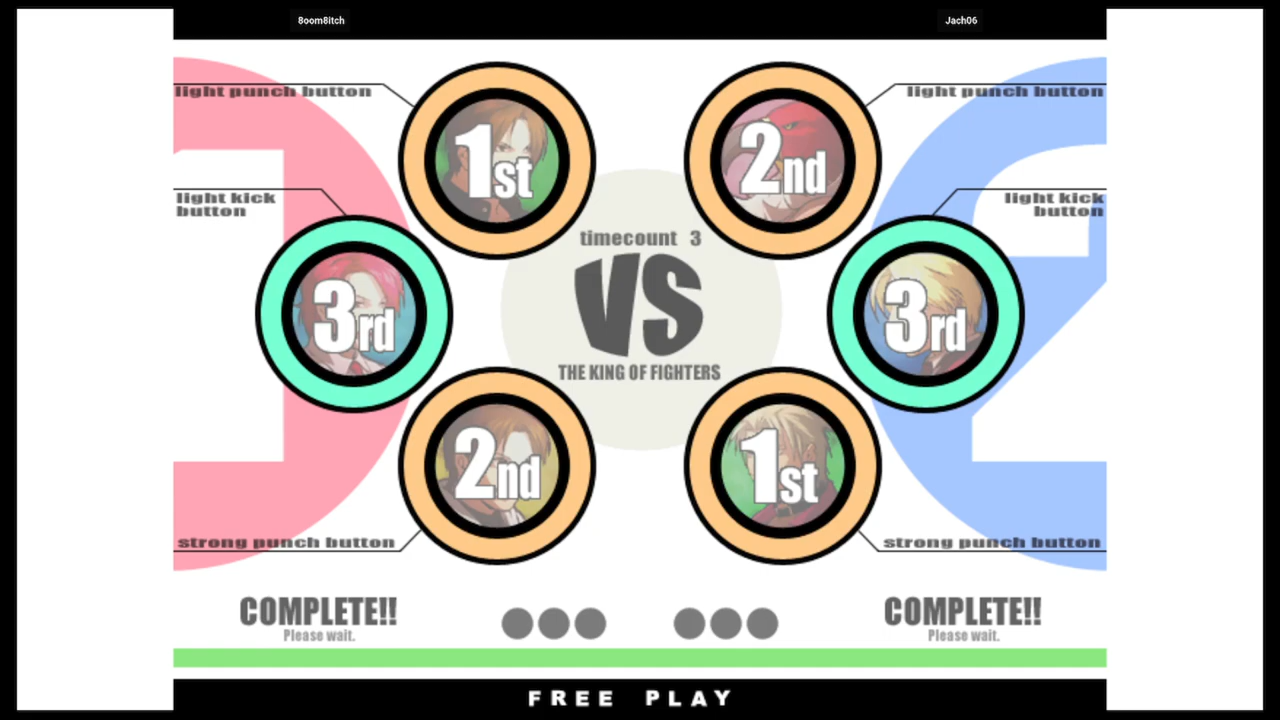 8oom8itch
Jach06
light punch button
light punch button
1st
2nd
light kick
button
light kick
button
timecount 3
VS
THE KING OF FIGHTERS
3rd
3rd
2nd
1st
strong punch button
strong punch button
COMPLETE!!
Please wait.
COMPLETE!!
Please wait.
FREE PLAY
1
2